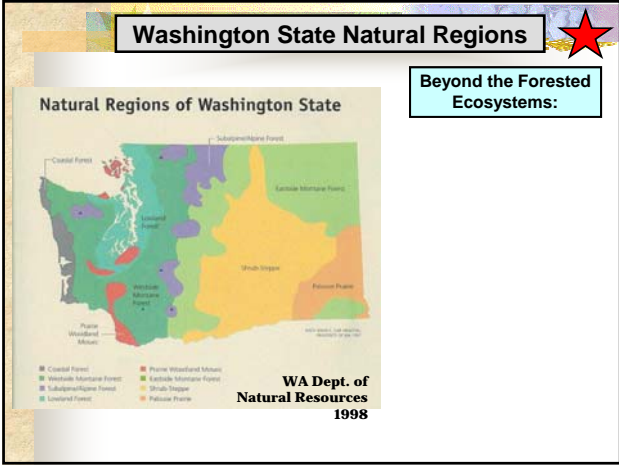 Washington State Natural Regions
Beyond the Forested
Ecosystems:
Natural Regions of Washington State
Subalpine/Alpine Forest
Coastal Forest
Eastside Montane Forest
Lowland
Forest
Shrub-Steppe
Palouse Prairie
Westside
Montane
Forest
Prairie
Woodland
Mosaic
Coastal Forest
Westside Montane Forest
Subalpine/Alpine Forest
Lowland Forest
Prairie Woodland Mosaic
Eastside Montane Forest
Shrub-Steppe
Palouse Prairie
WA Dept. of
Natural Resources
1998